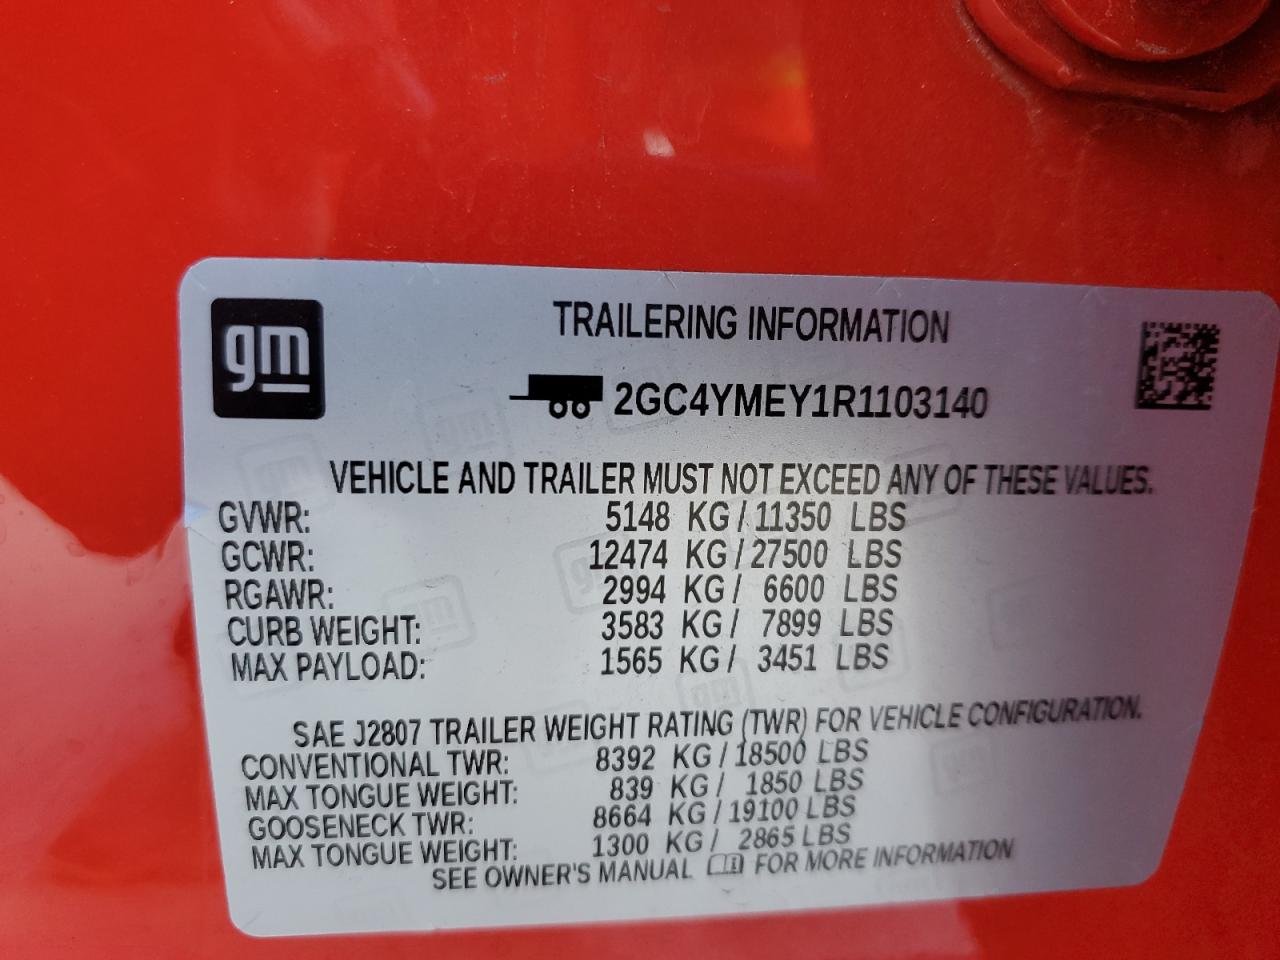 gm
TRAILERING INFORMATION
2GC4YMEY1R1103140
VEHICLE AND TRAILER MUST NOT EXCEED ANY OF THESE VALUES.
GVWR: 5148 KG / 11350 LBS
GCWR: 12474 KG / 27500 LBS
RGAWR: 2994 KG / 6600 LBS
CURB WEIGHT: 3583 KG / 7899 LBS
MAX PAYLOAD: 1565 KG / 3451 LBS
SAE J2807 TRAILER WEIGHT RATING (TWR) FOR VEHICLE CONFIGURATION.
CONVENTIONAL TWR: 8392 KG / 18500 LBS
MAX TONGUE WEIGHT: 839 KG / 1850 LBS
GOOSENECK TWR: 8664 KG / 19100 LBS
MAX TONGUE WEIGHT: 1300 KG / 2865 LBS
SEE OWNER'S MANUAL FOR MORE INFORMATION